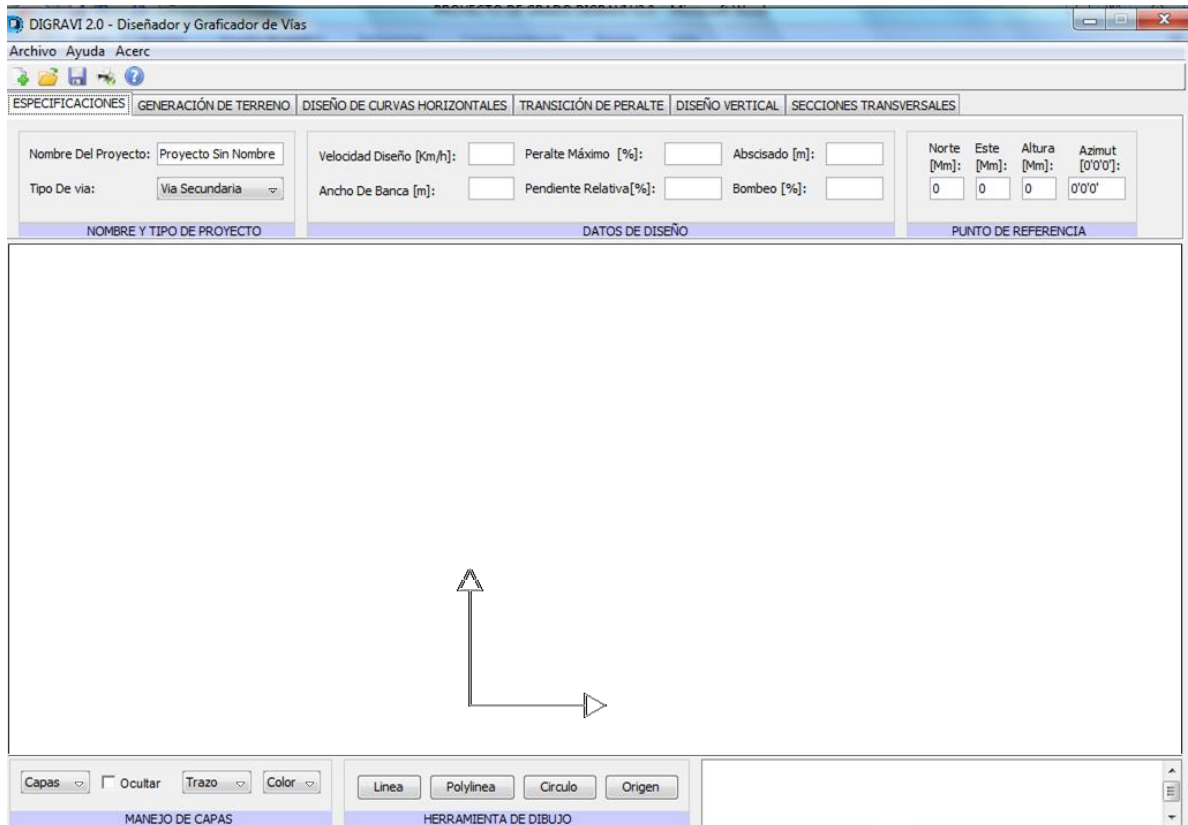 DIGRAVI 2.0 - Diseñador y Graficador de Vías
Archivo Ayuda Acerc
ESPECIFICACIONES GENERACIÓN DE TERRENO DISEÑO DE CURVAS HORIZONTALES TRANSICIÓN DE PERALTE DISEÑO VERTICAL SECCIONES TRANSVERSALES
Nombre Del Proyecto: Proyecto Sin Nombre
Tipo De via: Via Secundaria
NOMBRE Y TIPO DE PROYECTO
Velocidad Diseño [Km/h]: Peralte Máximo [%]: Abscisado [m]:
Ancho De Banca [m]: Pendiente Relativa[%]: Bombeo [%]:
DATOS DE DISEÑO
Norte Este Altura Azimut
[Mm]: [Mm]: [Mm]: [0'0'0']:
0 0 0 0'0'0'
PUNTO DE REFERENCIA
Capas Ocultar Trazo Color
MANEJO DE CAPAS
Linea Polylinea Circulo Origen
HERRAMIENTA DE DIBUJO